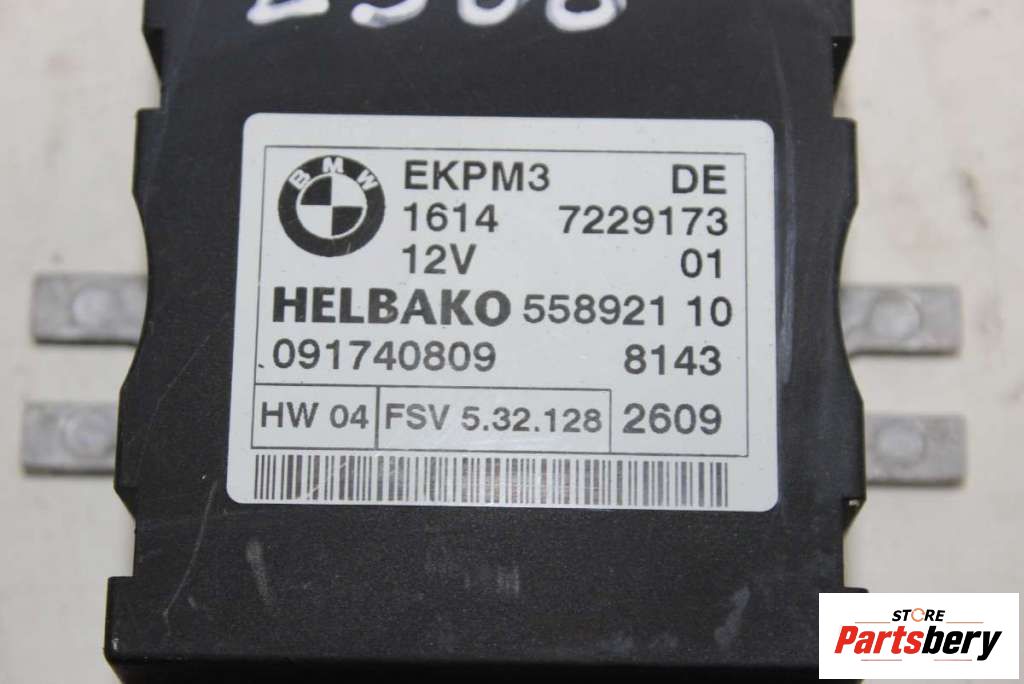 BMW
EKPM3 DE
1614 7229173
12V 01
HELBAKO 558921 10
091740809 8143
HW 04 FSV 5.32.128 2609
STORE
Partsbery